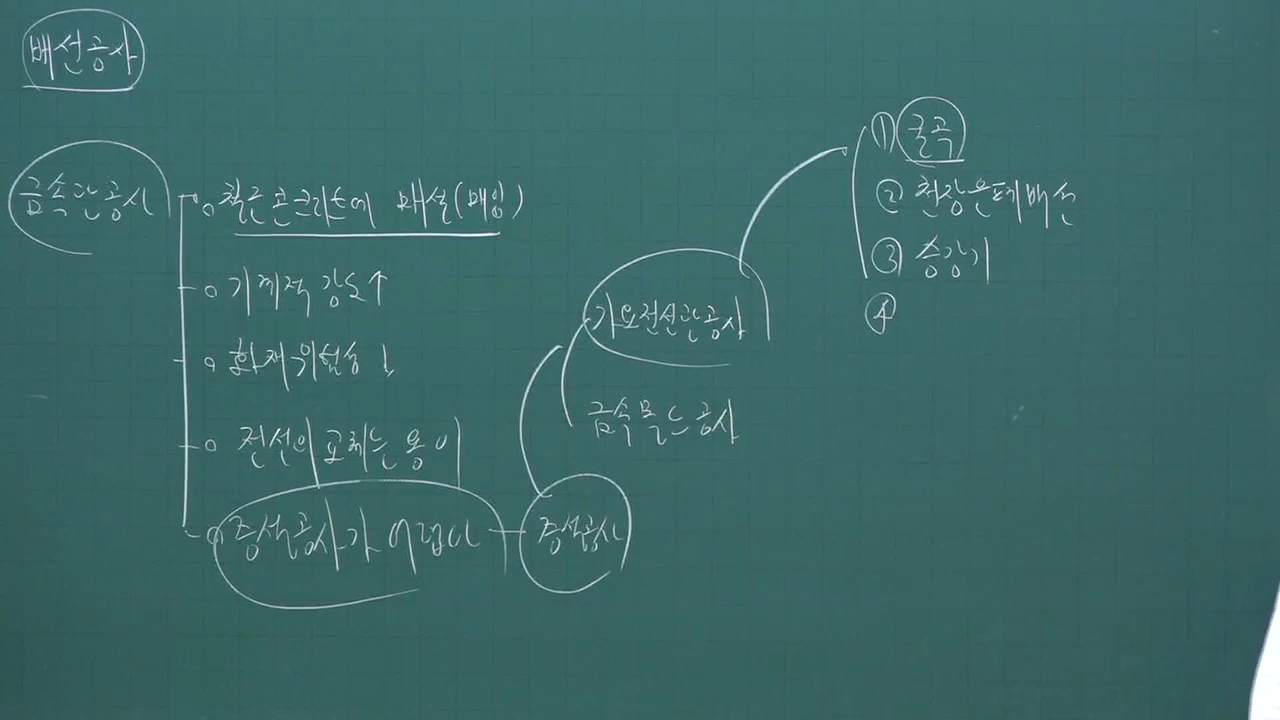 배선공사
금속관공사
철근콘크리트에 매설(매입)
기계적 강도↑
화재위험성↓
전선의 교체는 용이
증설공사가 어렵다
증설공사
가요전선관공사
금속몰드공사
① 굴곡
② 천장은폐배선
③ 승강기
④